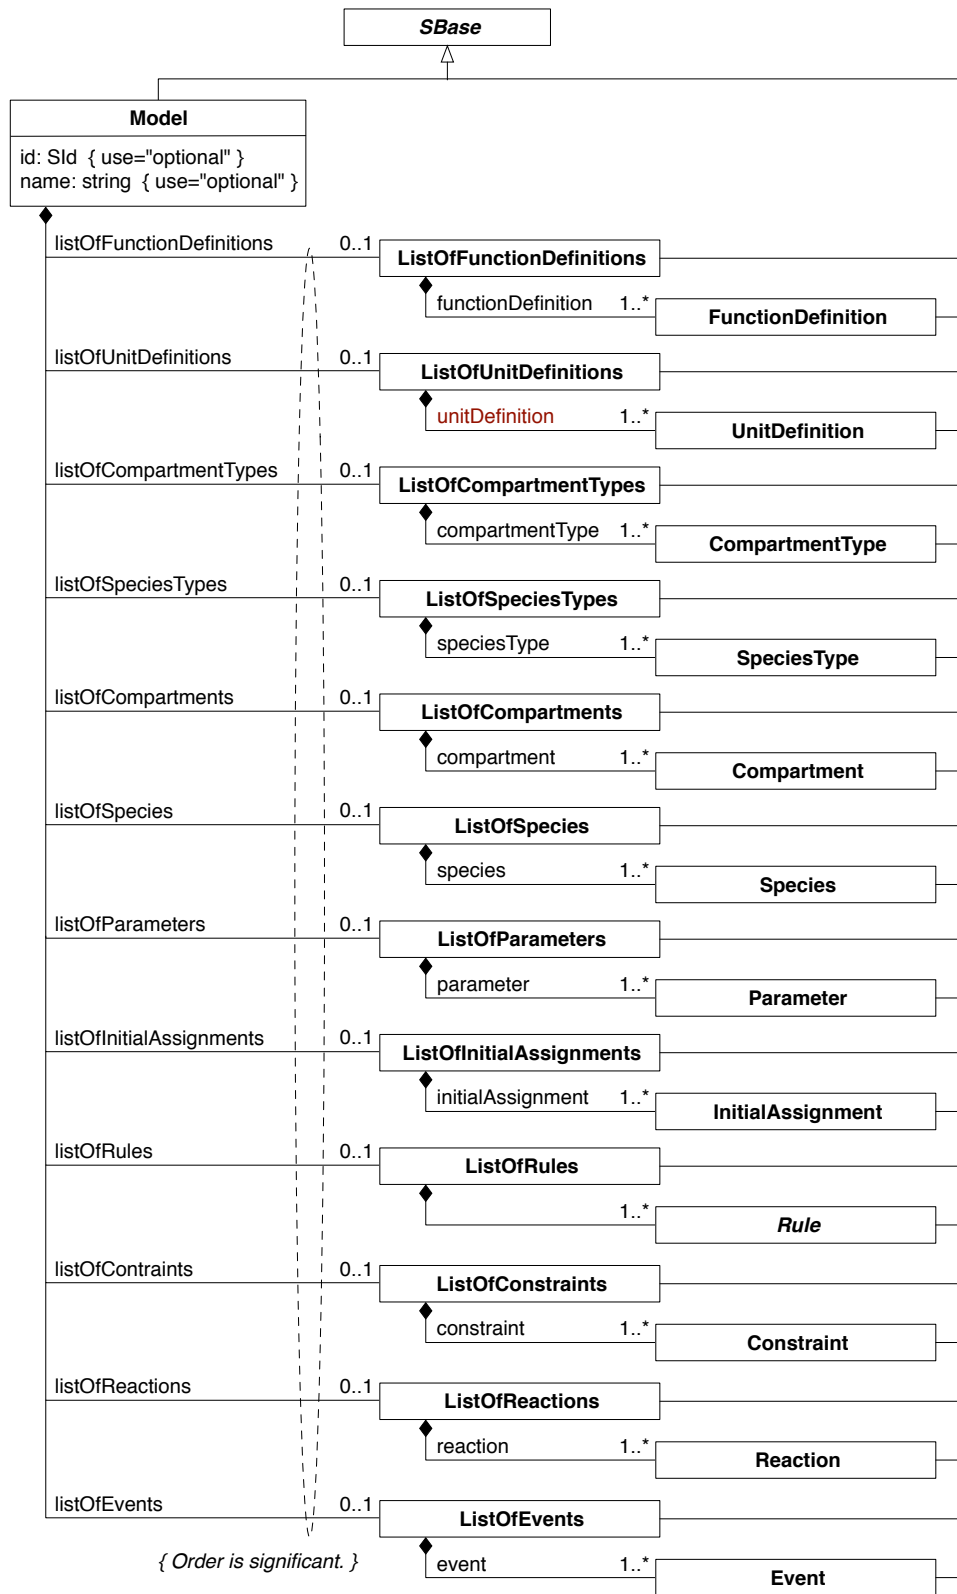 SBase
Model
id: SId { use="optional" }
name: string { use="optional" }
listOfFunctionDefinitions 0..1 ListOfFunctionDefinitions
functionDefinition 1..* FunctionDefinition
listOfUnitDefinitions 0..1 ListOfUnitDefinitions
unitDefinition 1..* UnitDefinition
listOfCompartmentTypes 0..1 ListOfCompartmentTypes
compartmentType 1..* CompartmentType
listOfSpeciesTypes 0..1 ListOfSpeciesTypes
speciesType 1..* SpeciesType
listOfCompartments 0..1 ListOfCompartments
compartment 1..* Compartment
listOfSpecies 0..1 ListOfSpecies
species 1..* Species
listOfParameters 0..1 ListOfParameters
parameter 1..* Parameter
listOfInitialAssignments 0..1 ListOfInitialAssignments
initialAssignment 1..* InitialAssignment
listOfRules 0..1 ListOfRules
1..* Rule
listOfContraints 0..1 ListOfConstraints
constraint 1..* Constraint
listOfReactions 0..1 ListOfReactions
reaction 1..* Reaction
listOfEvents 0..1 ListOfEvents
{ Order is significant. } event 1..* Event